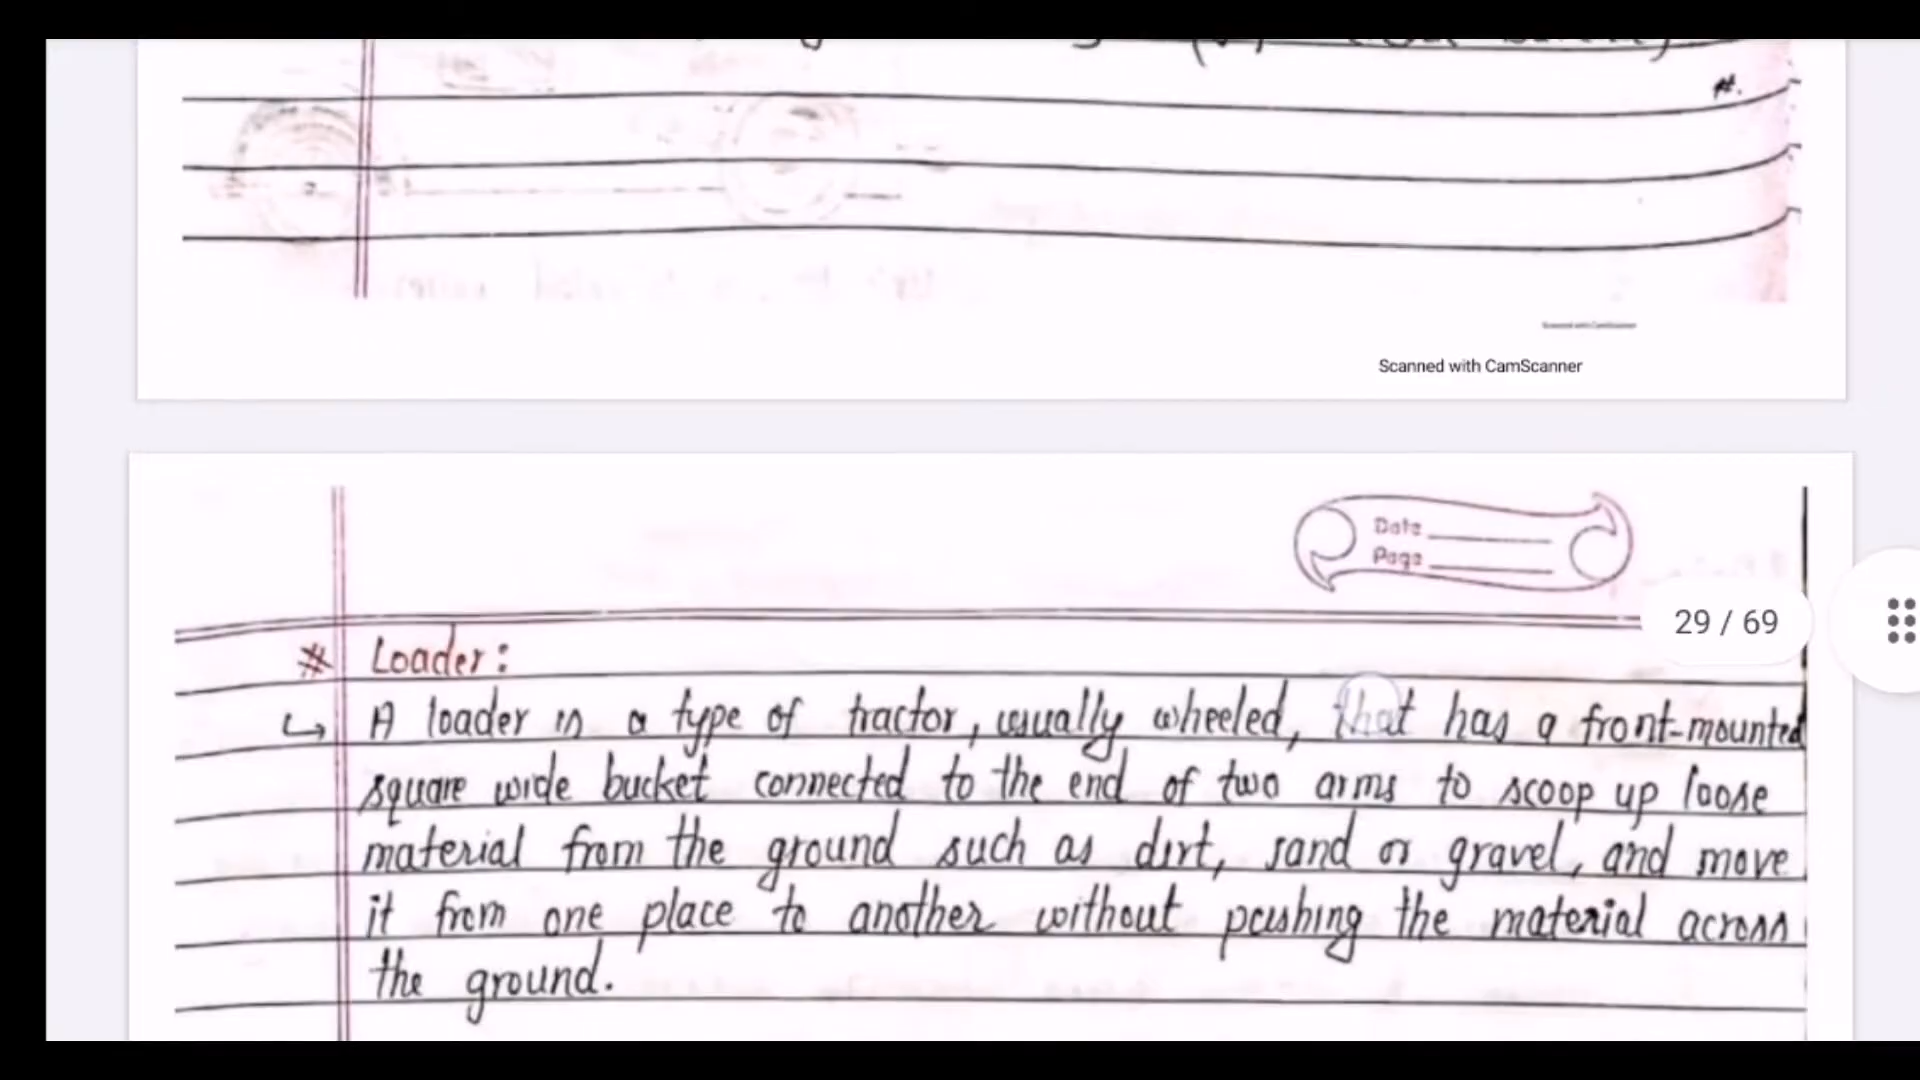 Scanned with CamScanner
Date
Page
29 / 69
# Loader:
↳ A loader is a type of tractor, usually wheeled, that has a front-mounted
square wide bucket connected to the end of two arms to scoop up loose
material from the ground such as dirt, sand or gravel, and move
it from one place to another without pushing the material across
the ground.